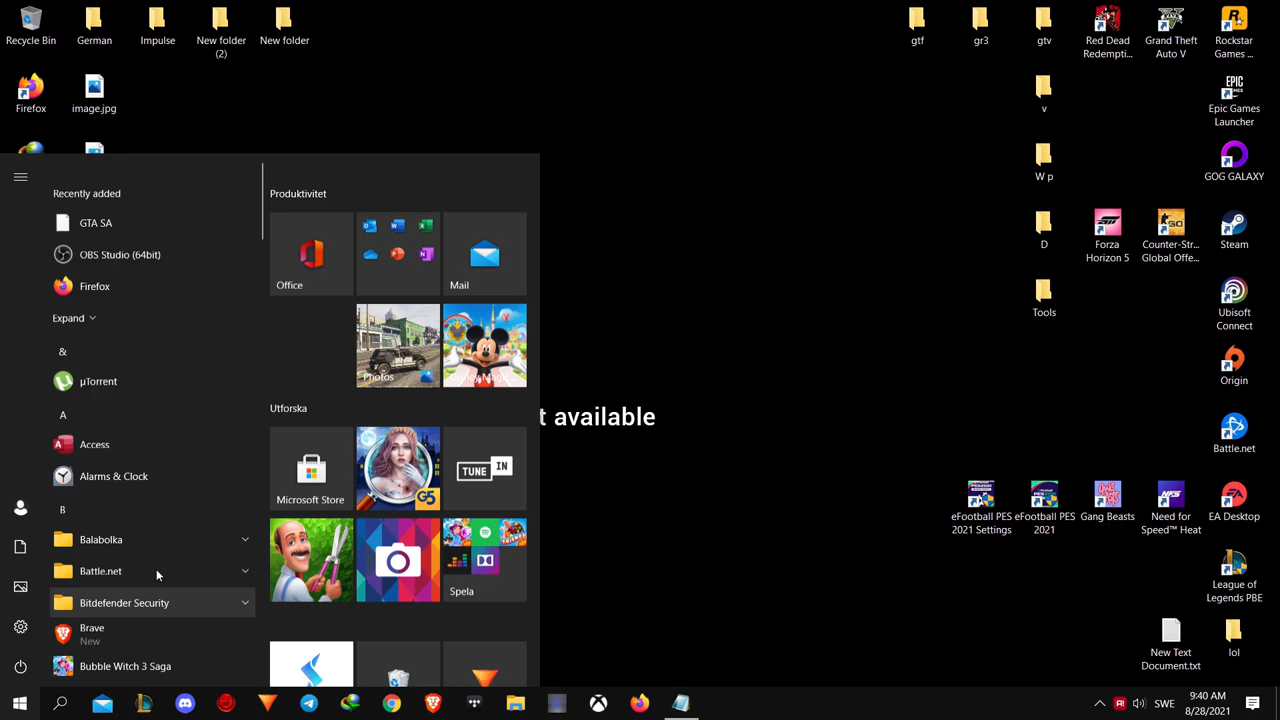 Recycle Bin
German
Impulse
New folder
(2)
New folder
gtf
gr3
gtv
Red Dead
Redempti...
Grand Theft
Auto V
Rockstar
Games ...
Firefox
image.jpg
v
Epic Games
Launcher
W p
GOG GALAXY
D
Forza
Horizon 5
Counter-Str...
Global Offe...
Steam
Tools
Ubisoft
Connect
Origin
Battle.net
t available
eFootball PES
2021 Settings
eFootball PES
2021
Gang Beasts
Need for
Speed™ Heat
EA Desktop
League of
Legends PBE
New Text
Document.txt
lol
Recently added
GTA SA
OBS Studio (64bit)
Firefox
Expand
&
µTorrent
A
Access
Alarms & Clock
B
Balabolka
Battle.net
Bitdefender Security
Brave
New
Bubble Witch 3 Saga
Produktivitet
Office
Mail
Photos
Utforska
Microsoft Store
G5
TUNE IN
Spela
SWE
9:40 AM
8/28/2021